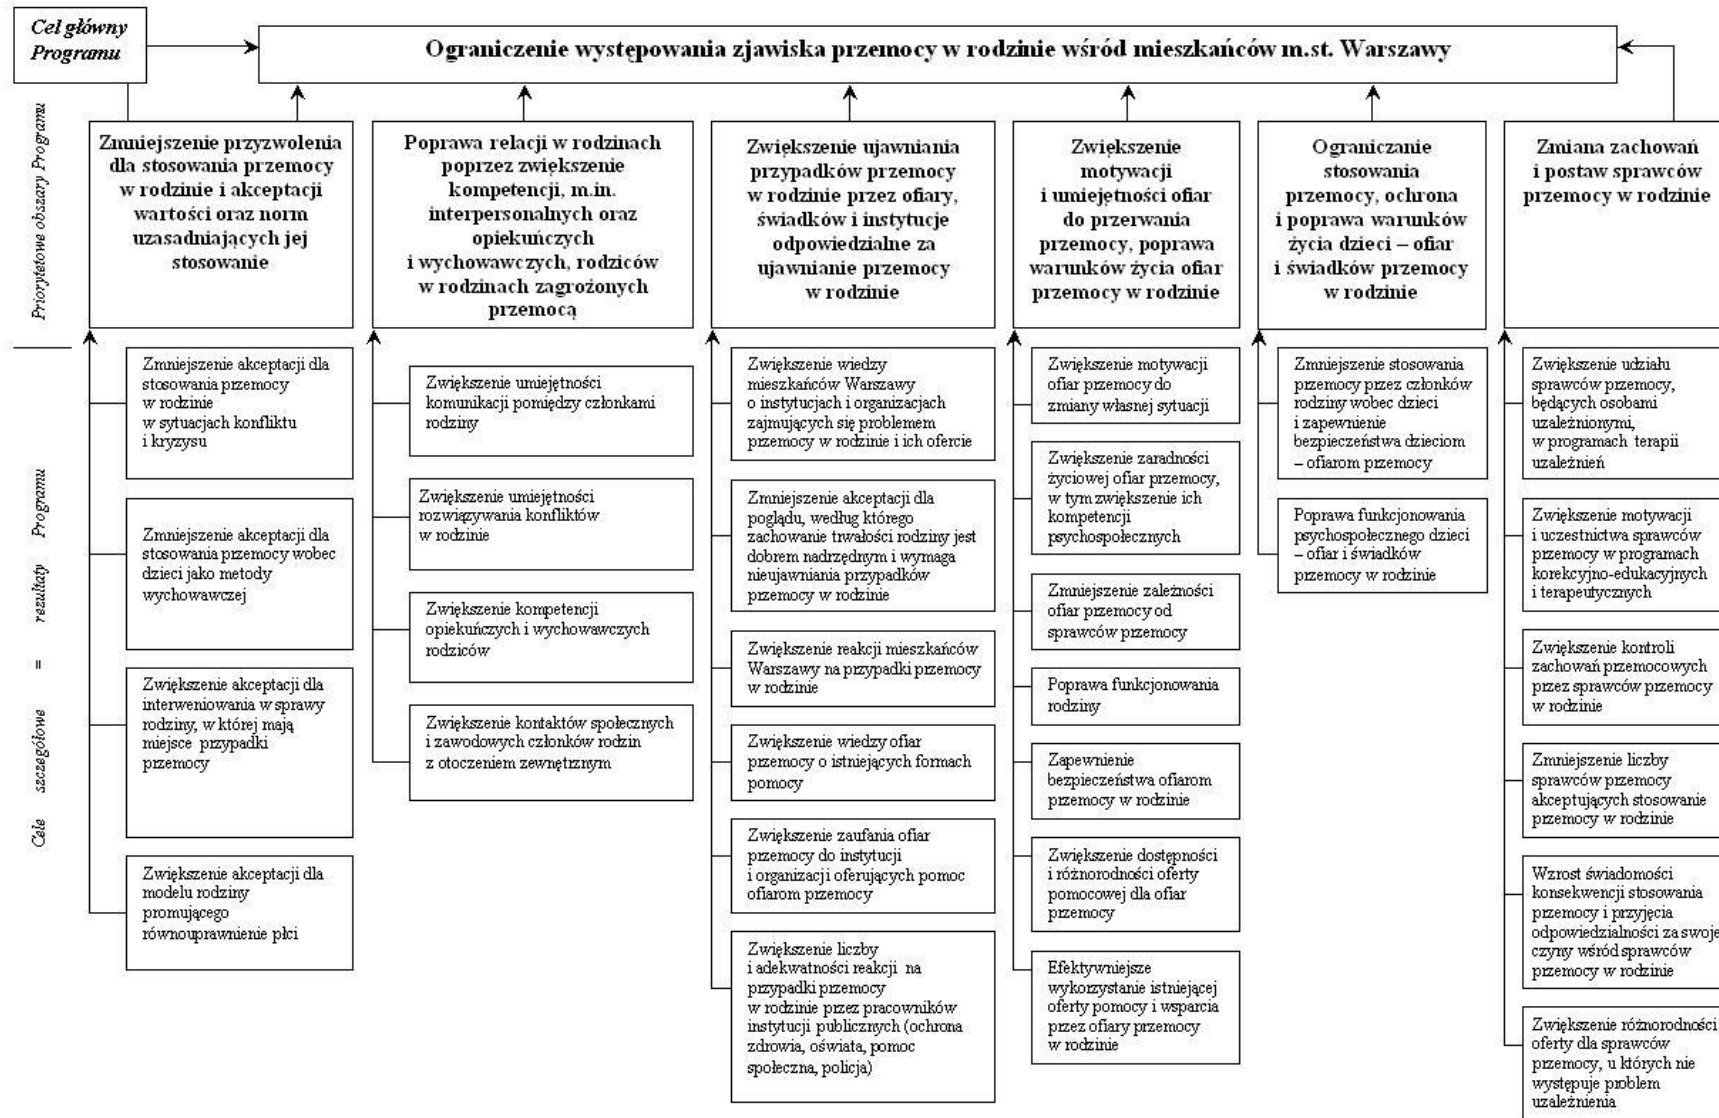 Cel główny
Programu
Ograniczenie występowania zjawiska przemocy w rodzinie wśród mieszkańców m.st. Warszawy
Priorytetowe obszary Programu
Zmniejszenie przyzwolenia
dla stosowania przemocy
w rodzinie i akceptacji
wartości oraz norm
uzasadniających jej
stosowanie
Poprawa relacji w rodzinach
poprzez zwiększenie
kompetencji, m.in.
interpersonalnych oraz
opiekuńczych
i wychowawczych, rodziców
w rodzinach zagrożonych
przemocą
Zwiększenie ujawniania
przypadków przemocy
w rodzinie przez ofiary,
świadków i instytucje
odpowiedzialne za
ujawnianie przemocy
w rodzinie
Zwiększenie
motywacji
i umiejętności ofiar
do przerwania
przemocy, poprawa
warunków życia ofiar
przemocy w rodzinie
Ograniczanie
stosowania
przemocy, ochrona
i poprawa warunków
życia dzieci – ofiar
i świadków przemocy
w rodzinie
Zmiana zachowań
i postaw sprawców
przemocy w rodzinie
Cele szczegółowe = rezultaty Programu
Zmniejszenie akceptacji dla
stosowania przemocy
w rodzinie
w sytuacjach konfliktu
i kryzysu
Zmniejszenie akceptacji dla
stosowania przemocy wobec
dzieci jako metody
wychowawczej
Zwiększenie akceptacji dla
interweniowania w sprawy
rodziny, w której mają
miejsce przypadki
przemocy
Zwiększenie akceptacji dla
modelu rodziny
promującego
równouprawnienie płci
Zwiększenie umiejętności
komunikacji pomiędzy członkami
rodziny
Zwiększenie umiejętności
rozwiązywania konfliktów
w rodzinie
Zwiększenie kompetencji
opiekuńczych i wychowawczych
rodziców
Zwiększenie kontaktów społecznych
i zawodowych członków rodzin
z otoczeniem zewnętrznym
Zwiększenie wiedzy
mieszkańców Warszawy
o instytucjach i organizacjach
zajmujących się problemem
przemocy w rodzinie i ich ofercie
Zmniejszenie akceptacji dla
poglądu, według którego
zachowanie trwałości rodziny jest
dobrem nadrzędnym i wymaga
nieujawniania przypadków
przemocy w rodzinie
Zwiększenie reakcji mieszkańców
Warszawy na przypadki przemocy
w rodzinie
Zwiększenie wiedzy ofiar
przemocy o istniejących formach
pomocy
Zwiększenie zaufania ofiar
przemocy do instytucji
i organizacji oferujących pomoc
ofiarom przemocy
Zwiększenie liczby
i adekwatności reakcji na
przypadki przemocy
w rodzinie przez pracowników
instytucji publicznych (ochrona
zdrowia, oświata, pomoc
społeczna, policja)
Zwiększenie motywacji
ofiar przemocy do
zmiany własnej sytuacji
Zwiększenie zaradności
życiowej ofiar przemocy,
w tym zwiększenie ich
kompetencji
psychospołecznych
Zmniejszenie zależności
ofiar przemocy od
sprawców przemocy
Poprawa funkcjonowania
rodziny
Zapewnienie
bezpieczeństwa ofiarom
przemocy w rodzinie
Zwiększenie dostępności
i różnorodności oferty
pomocowej dla ofiar
przemocy
Efektywniejsze
wykorzystanie istniejącej
oferty pomocy i wsparcia
przez ofiary przemocy
w rodzinie
Zmniejszenie stosowania
przemocy przez członków
rodziny wobec dzieci
i zapewnienie
bezpieczeństwa dzieciom
– ofiarom przemocy
Poprawa funkcjonowania
psychospołecznego dzieci
– ofiar i świadków
przemocy w rodzinie
Zwiększenie udziału
sprawców przemocy,
będących osobami
uzależnionymi,
w programach terapii
uzależnień
Zwiększenie motywacji
i uczestnictwa sprawców
przemocy w programach
korekcyjno-edukacyjnych
i terapeutycznych
Zwiększenie kontroli
zachowań przemocowych
przez sprawców przemocy
w rodzinie
Zmniejszenie liczby
sprawców przemocy
akceptujących stosowanie
przemocy w rodzinie
Wzrost świadomości
konsekwencji stosowania
przemocy i przyjęcia
odpowiedzialności za swoje
czyny wśród sprawców
przemocy w rodzinie
Zwiększenie różnorodności
oferty dla sprawców
przemocy, u których nie
występuje problem
uzależnienia